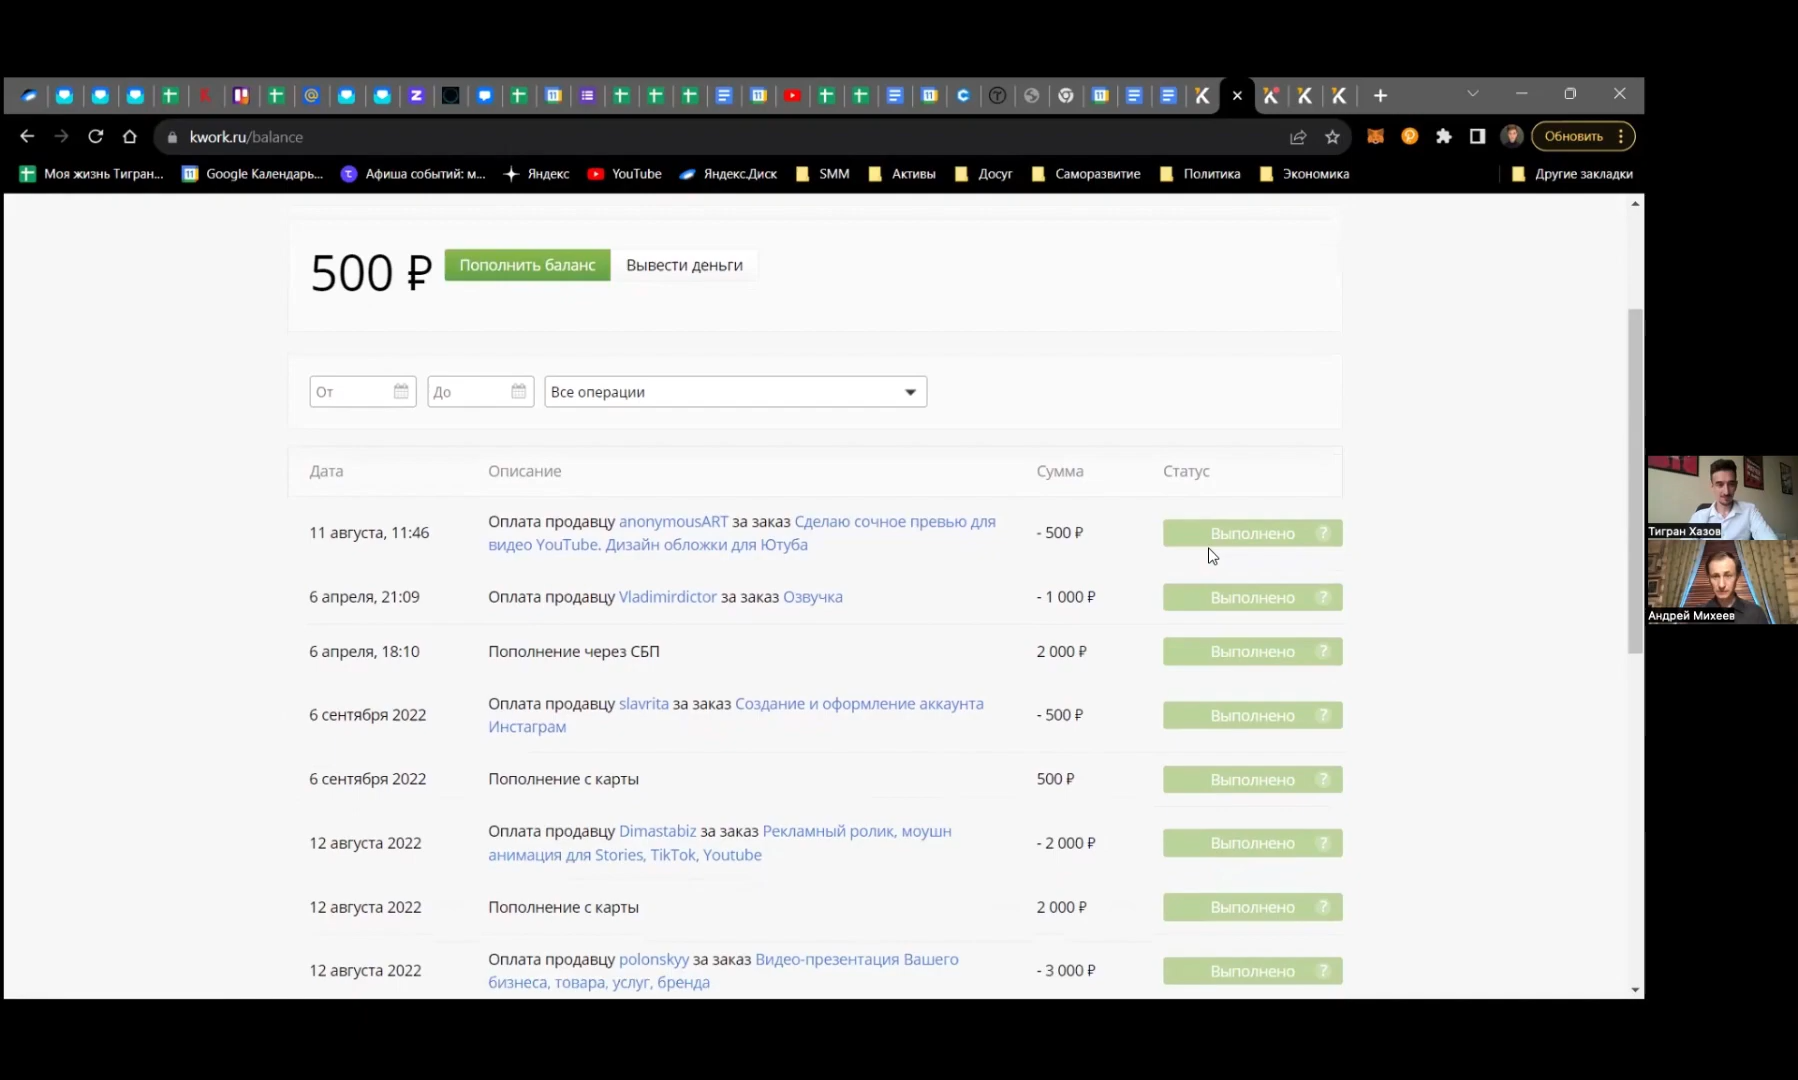 kwork.ru/balance
Обновить
Моя жизнь Тигран...
Google Календарь...
Афиша событий: м...
Яндекс
YouTube
Яндекс.Диск
SMM
Активы
Досуг
Саморазвитие
Политика
Экономика
Другие закладки
500 ₽
Пополнить баланс
Вывести деньги
От
До
Все операции
Дата Описание Сумма Статус
11 августа, 11:46 Оплата продавцу anonymousART за заказ Сделаю сочное превью для - 500 ₽ Выполнено ?
видео YouTube. Дизайн обложки для Ютуба
6 апреля, 21:09 Оплата продавцу Vladimirdictor за заказ Озвучка - 1 000 ₽ Выполнено ?
6 апреля, 18:10 Пополнение через СБП 2 000 ₽ Выполнено ?
6 сентября 2022 Оплата продавцу slavrita за заказ Создание и оформление аккаунта - 500 ₽ Выполнено ?
Инстаграм
6 сентября 2022 Пополнение с карты 500 ₽ Выполнено ?
12 августа 2022 Оплата продавцу Dimastabiz за заказ Рекламный ролик, моушн - 2 000 ₽ Выполнено ?
анимация для Stories, TikTok, Youtube
12 августа 2022 Пополнение с карты 2 000 ₽ Выполнено ?
12 августа 2022 Оплата продавцу polonskyy за заказ Видео-презентация Вашего - 3 000 ₽ Выполнено ?
бизнеса, товара, услуг, бренда
Тигран Хазов
Андрей Михеев